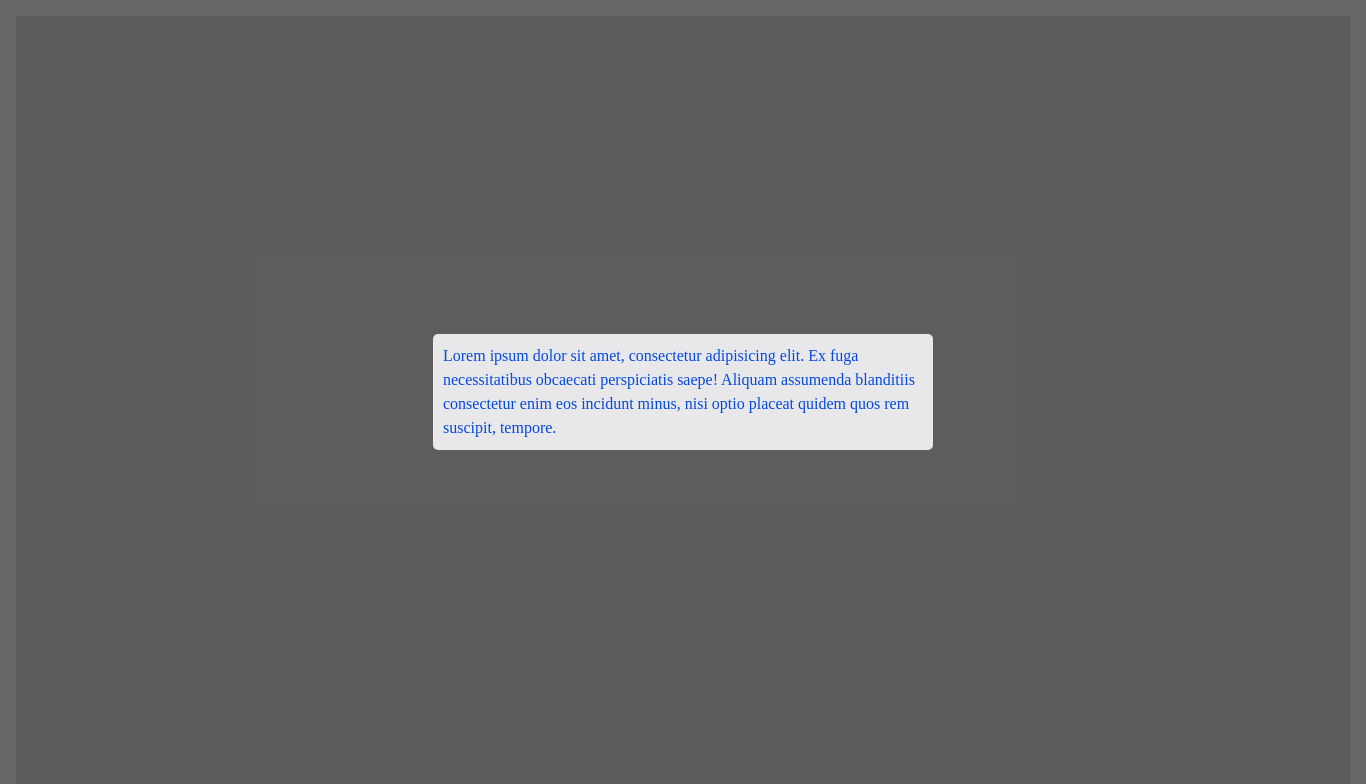 Lorem ipsum dolor sit amet, consectetur adipisicing elit. Ex fuga
necessitatibus obcaecati perspiciatis saepe! Aliquam assumenda blanditiis
consectetur enim eos incidunt minus, nisi optio placeat quidem quos rem
suscipit, tempore.